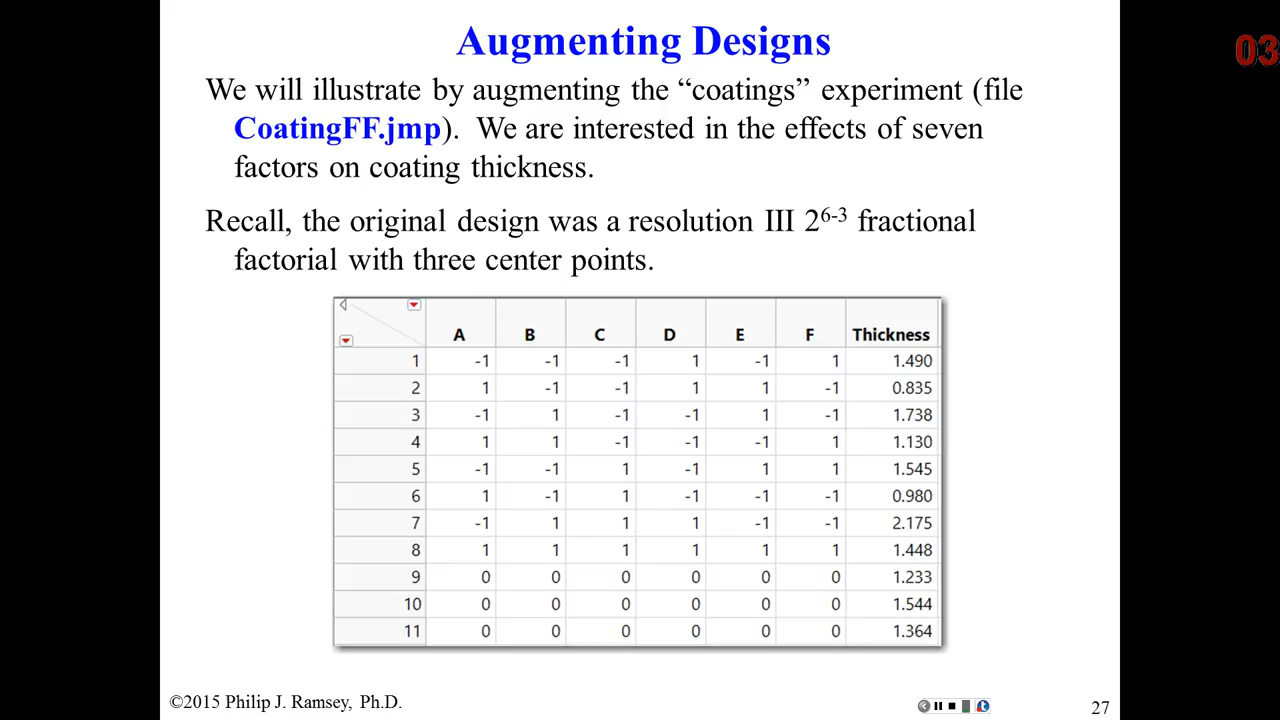 Augmenting Designs
03
We will illustrate by augmenting the “coatings” experiment (file
CoatingFF.jmp). We are interested in the effects of seven
factors on coating thickness.
Recall, the original design was a resolution III 2^6-3 fractional
factorial with three center points.
A B C D E F Thickness
1 -1 -1 -1 1 -1 1 1.490
2 1 -1 -1 1 1 -1 0.835
3 -1 1 -1 -1 1 -1 1.738
4 1 1 -1 -1 -1 1 1.130
5 -1 -1 1 -1 1 1 1.545
6 1 -1 1 -1 -1 -1 0.980
7 -1 1 1 1 -1 -1 2.175
8 1 1 1 1 1 1 1.448
9 0 0 0 0 0 0 1.233
10 0 0 0 0 0 0 1.544
11 0 0 0 0 0 0 1.364
©2015 Philip J. Ramsey, Ph.D.
27